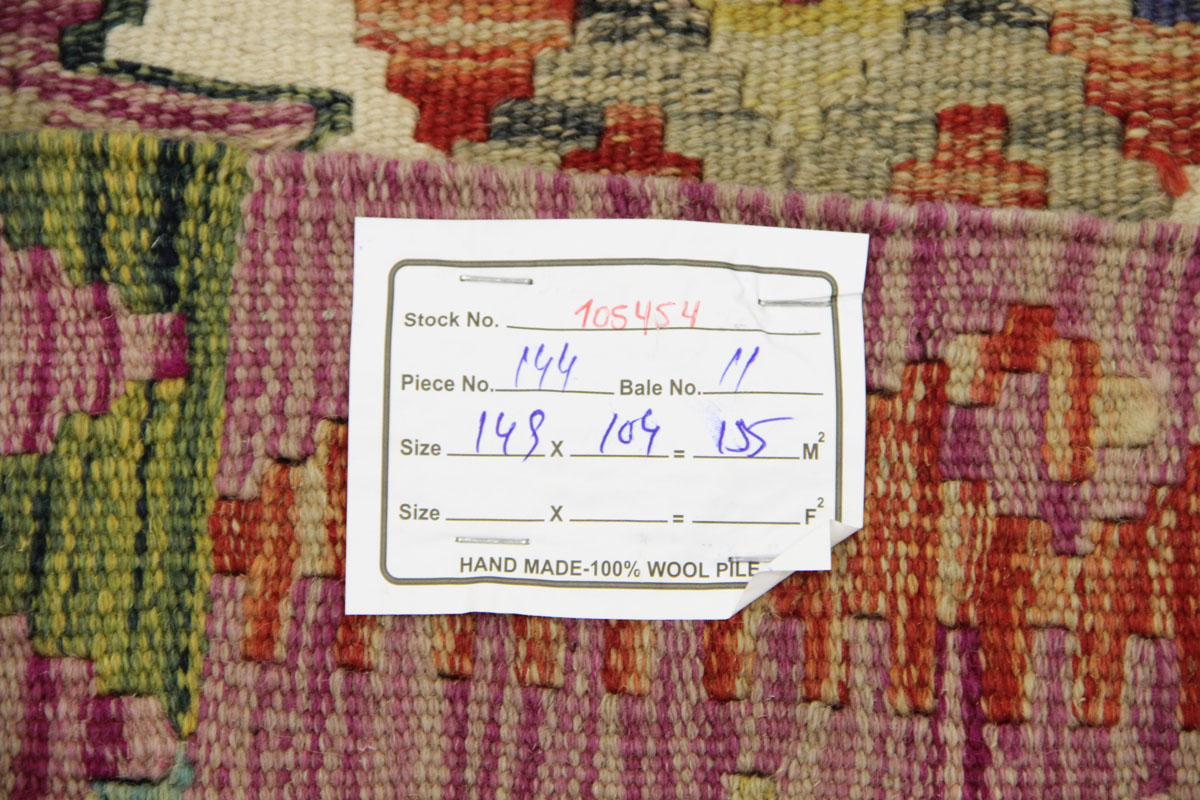 Stock No. 105454
Piece No. 144 Bale No. 11
Size 149 X 104 = 155 M²
Size X = F²
HAND MADE-100% WOOL PILE